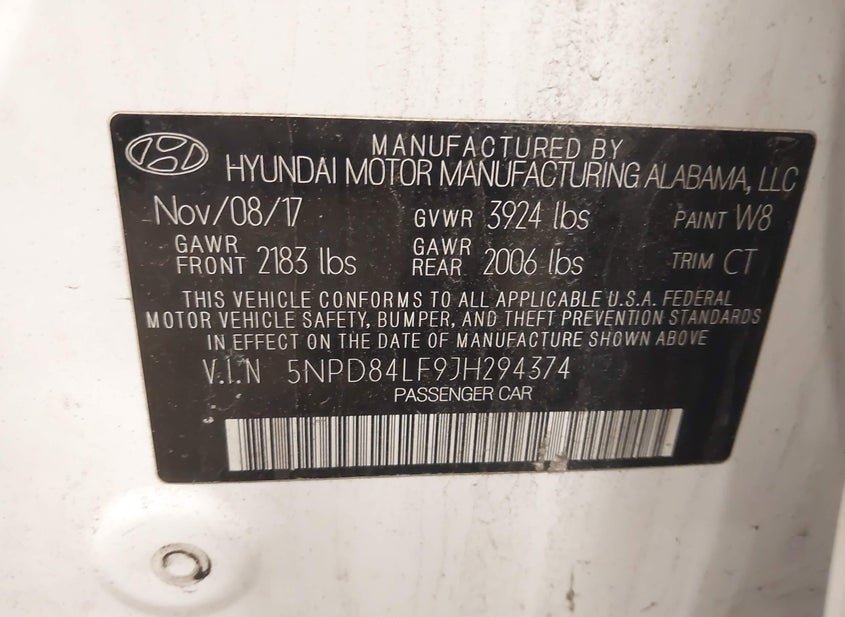 MANUFACTURED BY
HYUNDAI MOTOR MANUFACTURING ALABAMA, LLC
Nov/08/17 GVWR 3924 lbs PAINT W8
GAWR FRONT 2183 lbs GAWR REAR 2006 lbs TRIM CT
THIS VEHICLE CONFORMS TO ALL APPLICABLE U.S.A. FEDERAL
MOTOR VEHICLE SAFETY, BUMPER, AND THEFT PREVENTION STANDARDS
IN EFFECT ON THE DATE OF MANUFACTURE SHOWN ABOVE
V.I.N 5NPD84LF9JH294374
PASSENGER CAR